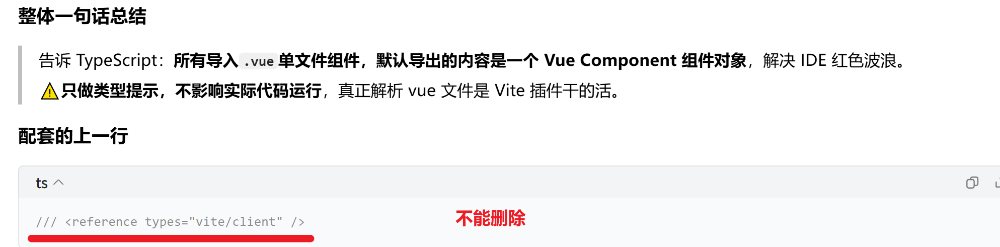 整体一句话总结
告诉 TypeScript：所有导入 .vue 单文件组件，默认导出的内容是一个 Vue Component 组件对象，解决 IDE 红色波浪。
⚠️只做类型提示，不影响实际代码运行，真正解析 vue 文件是 Vite 插件干的活。
配套的上一行
ts
/// <reference types="vite/client" />
不能删除